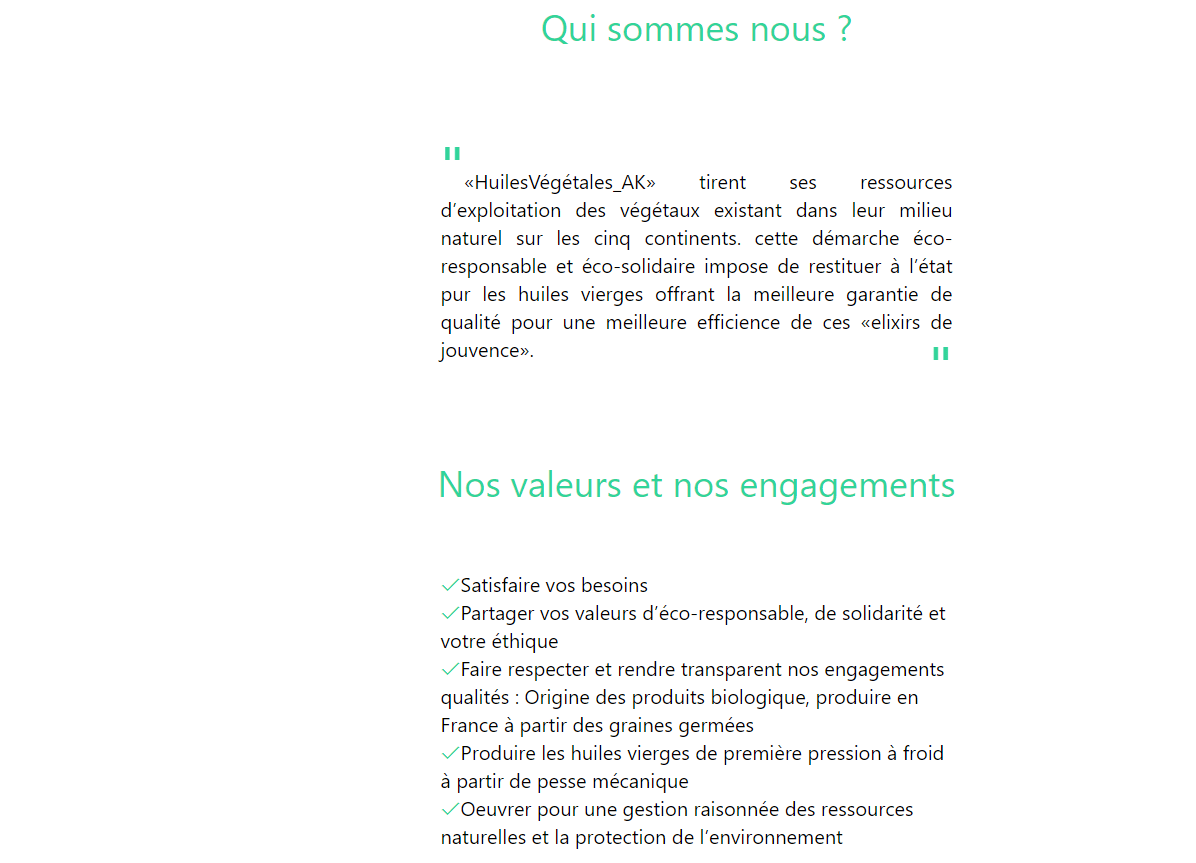 Qui sommes nous ?
"
«HuilesVégétales_AK» tirent ses ressources
d’exploitation des végétaux existant dans leur milieu
naturel sur les cinq continents. cette démarche éco-
responsable et éco-solidaire impose de restituer à l’état
pur les huiles vierges offrant la meilleure garantie de
qualité pour une meilleure efficience de ces «elixirs de
jouvence».
"
Nos valeurs et nos engagements
✓Satisfaire vos besoins
✓Partager vos valeurs d’éco-responsable, de solidarité et
votre éthique
✓Faire respecter et rendre transparent nos engagements
qualités : Origine des produits biologique, produire en
France à partir des graines germées
✓Produire les huiles vierges de première pression à froid
à partir de pesse mécanique
✓Oeuvrer pour une gestion raisonnée des ressources
naturelles et la protection de l’environnement